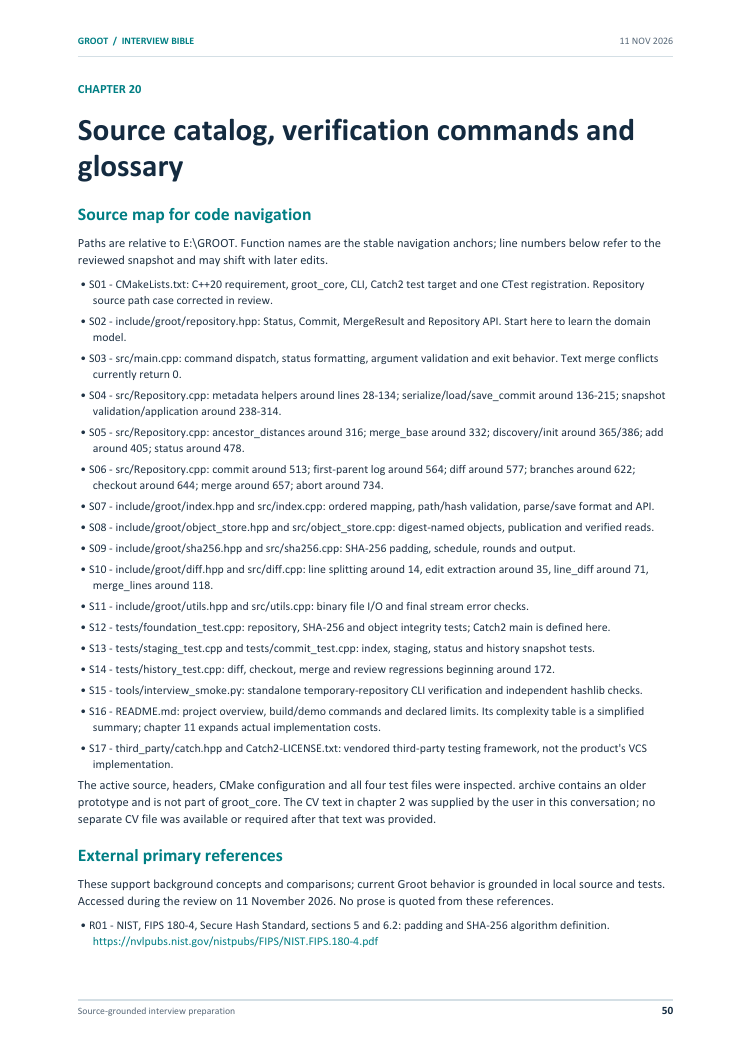 GROOT / INTERVIEW BIBLE
11 NOV 2026
CHAPTER 20
Source catalog, verification commands and
glossary
Source map for code navigation
Paths are relative to E:\GROOT. Function names are the stable navigation anchors; line numbers below refer to the
reviewed snapshot and may shift with later edits.
• S01 - CMakeLists.txt: C++20 requirement, groot_core, CLI, Catch2 test target and one CTest registration. Repository
source path case corrected in review.
• S02 - include/groot/repository.hpp: Status, Commit, MergeResult and Repository API. Start here to learn the domain
model.
• S03 - src/main.cpp: command dispatch, status formatting, argument validation and exit behavior. Text merge conflicts
currently return 0.
• S04 - src/Repository.cpp: metadata helpers around lines 28-134; serialize/load/save_commit around 136-215; snapshot
validation/application around 238-314.
• S05 - src/Repository.cpp: ancestor_distances around 316; merge_base around 332; discovery/init around 365/386; add
around 405; status around 478.
• S06 - src/Repository.cpp: commit around 513; first-parent log around 564; diff around 577; branches around 622;
checkout around 644; merge around 657; abort around 734.
• S07 - include/groot/index.hpp and src/index.cpp: ordered mapping, path/hash validation, parse/save format and API.
• S08 - include/groot/object_store.hpp and src/object_store.cpp: digest-named objects, publication and verified reads.
• S09 - include/groot/sha256.hpp and src/sha256.cpp: SHA-256 padding, schedule, rounds and output.
• S10 - include/groot/diff.hpp and src/diff.cpp: line splitting around 14, edit extraction around 35, line_diff around 71,
merge_lines around 118.
• S11 - include/groot/utils.hpp and src/utils.cpp: binary file I/O and final stream error checks.
• S12 - tests/foundation_test.cpp: repository, SHA-256 and object integrity tests; Catch2 main is defined here.
• S13 - tests/staging_test.cpp and tests/commit_test.cpp: index, staging, status and history snapshot tests.
• S14 - tests/history_test.cpp: diff, checkout, merge and review regressions beginning around 172.
• S15 - tools/interview_smoke.py: standalone temporary-repository CLI verification and independent hashlib checks.
• S16 - README.md: project overview, build/demo commands and declared limits. Its complexity table is a simplified
summary; chapter 11 expands actual implementation costs.
• S17 - third_party/catch.hpp and Catch2-LICENSE.txt: vendored third-party testing framework, not the product's VCS
implementation.
The active source, headers, CMake configuration and all four test files were inspected. archive contains an older
prototype and is not part of groot_core. The CV text in chapter 2 was supplied by the user in this conversation; no
separate CV file was available or required after that text was provided.
External primary references
These support background concepts and comparisons; current Groot behavior is grounded in local source and tests.
Accessed during the review on 11 November 2026. No prose is quoted from these references.
• R01 - NIST, FIPS 180-4, Secure Hash Standard, sections 5 and 6.2: padding and SHA-256 algorithm definition.
https://nvlpubs.nist.gov/nistpubs/FIPS/NIST.FIPS.180-4.pdf
Source-grounded interview preparation
50